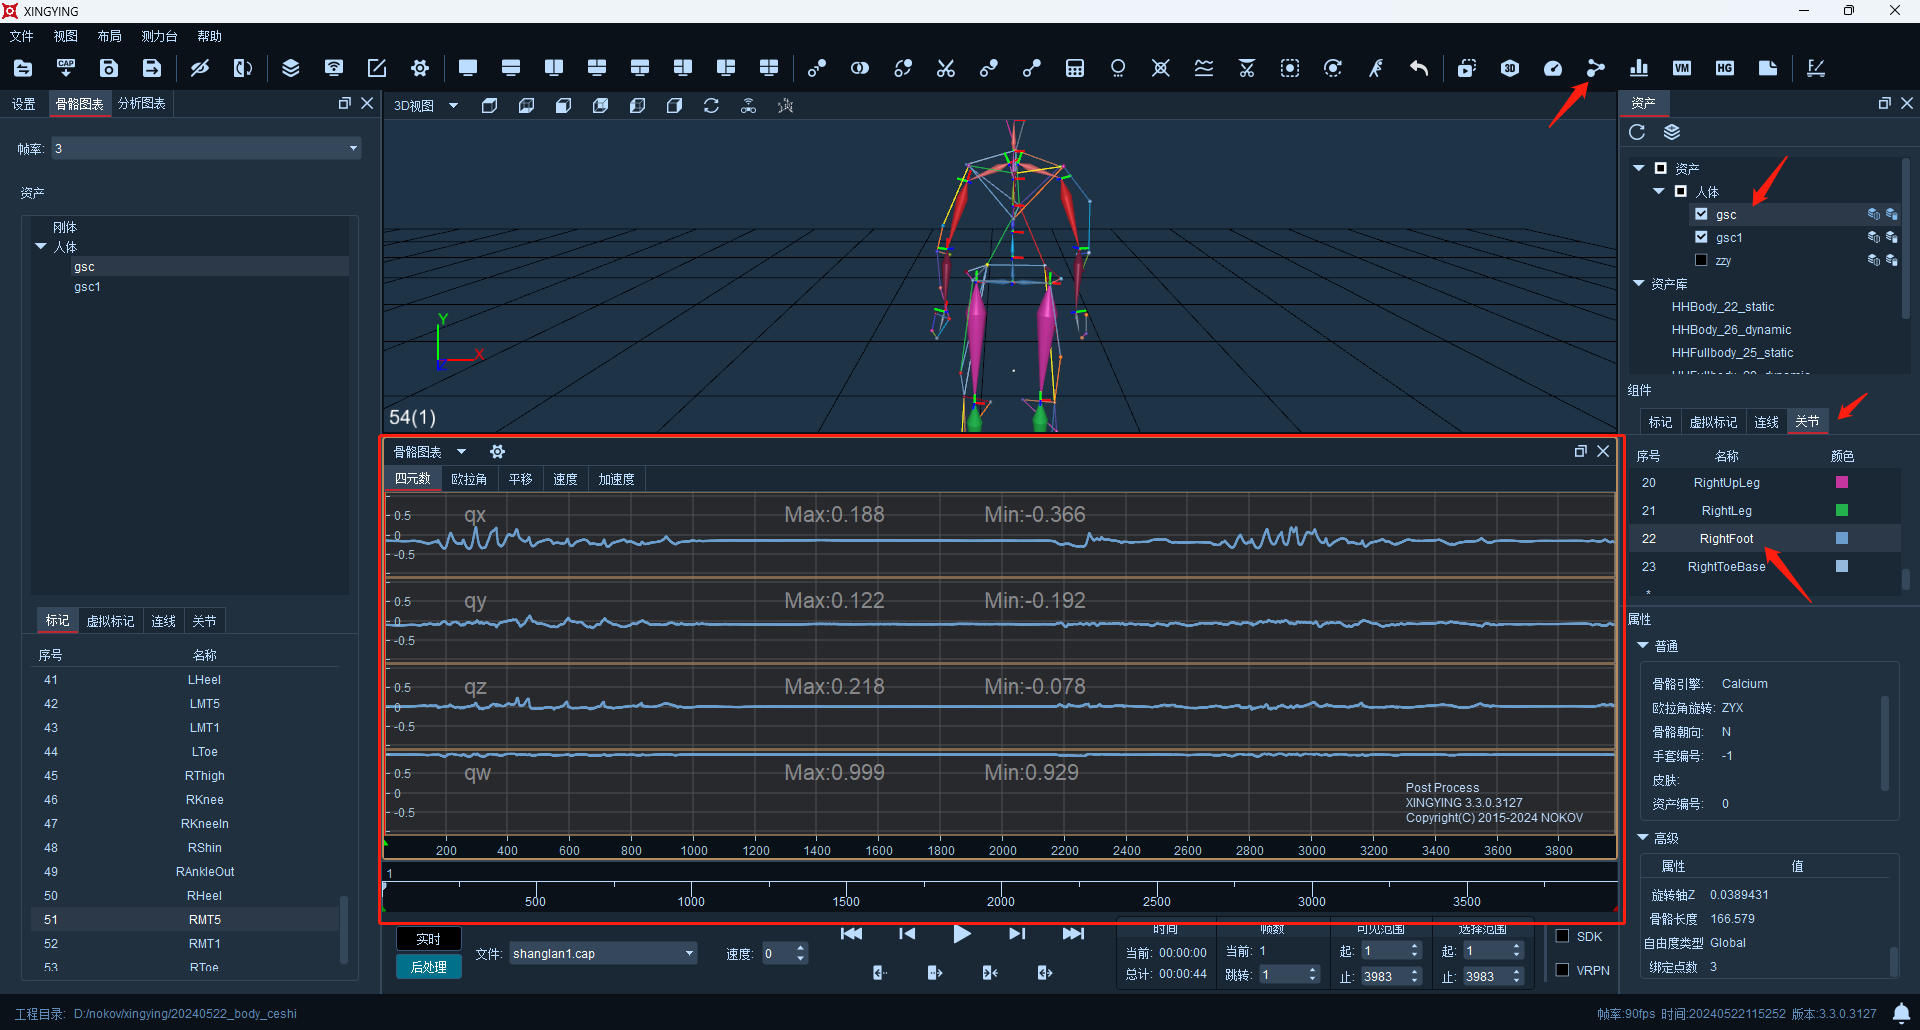 XINGYING
文件 视图 布局 测力台 帮助
CAP
3D
VM
HG
设置 骨骼图表 分析图表
3D视图
资产
帧率: 3
资产
刚体
人体
gsc
gsc1
标记 虚拟标记 连线 关节
序号 名称
41 LHeel
42 LMT5
43 LMT1
44 LToe
45 RThigh
46 RKnee
47 RKneeIn
48 RShin
49 RAnkleOut
50 RHeel
51 RMT5
52 RMT1
53 RToe
Y
X
Z
54(1)
骨骼图表
四元数 欧拉角 平移 速度 加速度
qx Max:0.188 Min:-0.366
0.5
0
-0.5
qy Max:0.122 Min:-0.192
0.5
0
-0.5
qz Max:0.218 Min:-0.078
0.5
0
-0.5
qw Max:0.999 Min:0.929
0.5
0
-0.5
Post Process
XINGYING 3.3.0.3127
Copyright(C) 2015-2024 NOKOV
200 400 600 800 1000 1200 1400 1600 1800 2000 2200 2400 2600 2800 3000 3200 3400 3600 3800
1
500 1000 1500 2000 2500 3000 3500
实时
后处理
文件: shanglan1.cap
速度: 0
时间
当前: 00:00:00
总计: 00:00:44
帧数
当前: 1
跳转: 1
可见范围
起: 1
止: 3983
选择范围
起: 1
止: 3983
SDK
VRPN
资产
人体
gsc
gsc1
zzy
资产库
HHBody_22_static
HHBody_26_dynamic
HHFullbody_25_static
组件
标记 虚拟标记 连线 关节
序号 名称 颜色
20 RightUpLeg
21 RightLeg
22 RightFoot
23 RightToeBase
*
属性
普通
骨骼引擎: Calcium
欧拉角旋转: ZYX
骨骼朝向: N
手套编号: -1
皮肤:
资产编号: 0
高级
属性 值
旋转轴Z 0.0389431
骨骼长度 166.579
自由度类型 Global
绑定点数 3
工程目录: D:/nokov/xingying/20240522_body_ceshi
帧率:90fps 时间:20240522115252 版本:3.3.0.3127